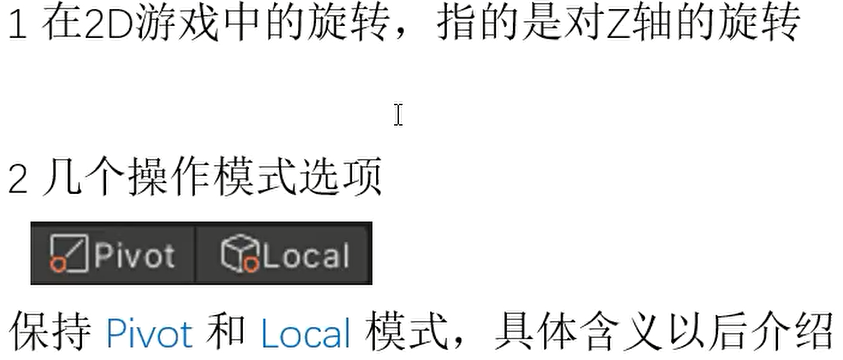 1 在2D游戏中的旋转，指的是对Z轴的旋转
2 几个操作模式选项
Pivot Local
保持 Pivot 和 Local 模式，具体含义以后介绍